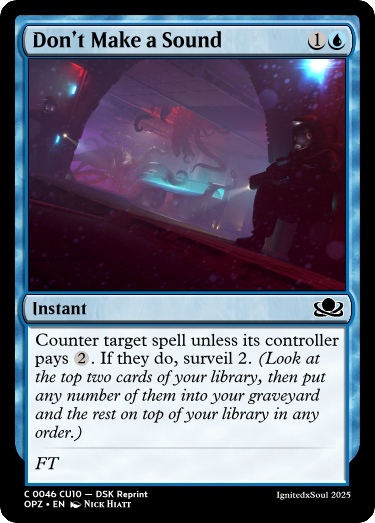 Don't Make a Sound 1
Instant
Counter target spell unless its controller
pays 2. If they do, surveil 2. (Look at
the top two cards of your library, then put
any number of them into your graveyard
and the rest on top of your library in any
order.)
FT
C 0046 CU10 — DSK Reprint
OPZ • EN Nick Hiatt
IgnitedxSoul 2025